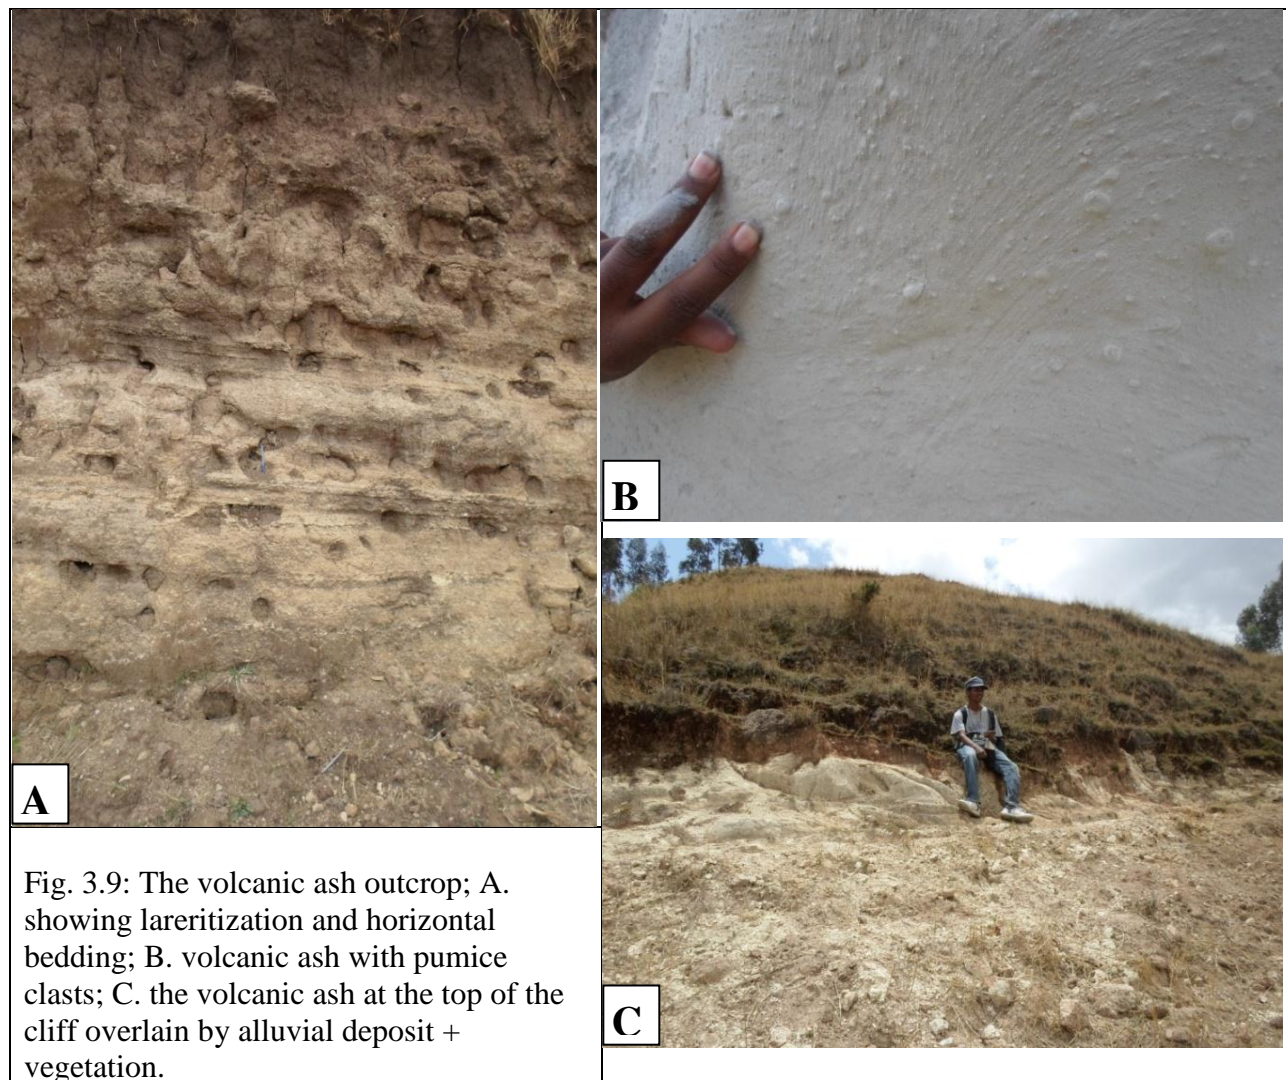 A
B
C
Fig. 3.9: The volcanic ash outcrop; A.
showing lareritization and horizontal
bedding; B. volcanic ash with pumice
clasts; C. the volcanic ash at the top of the
cliff overlain by alluvial deposit +
vegetation.